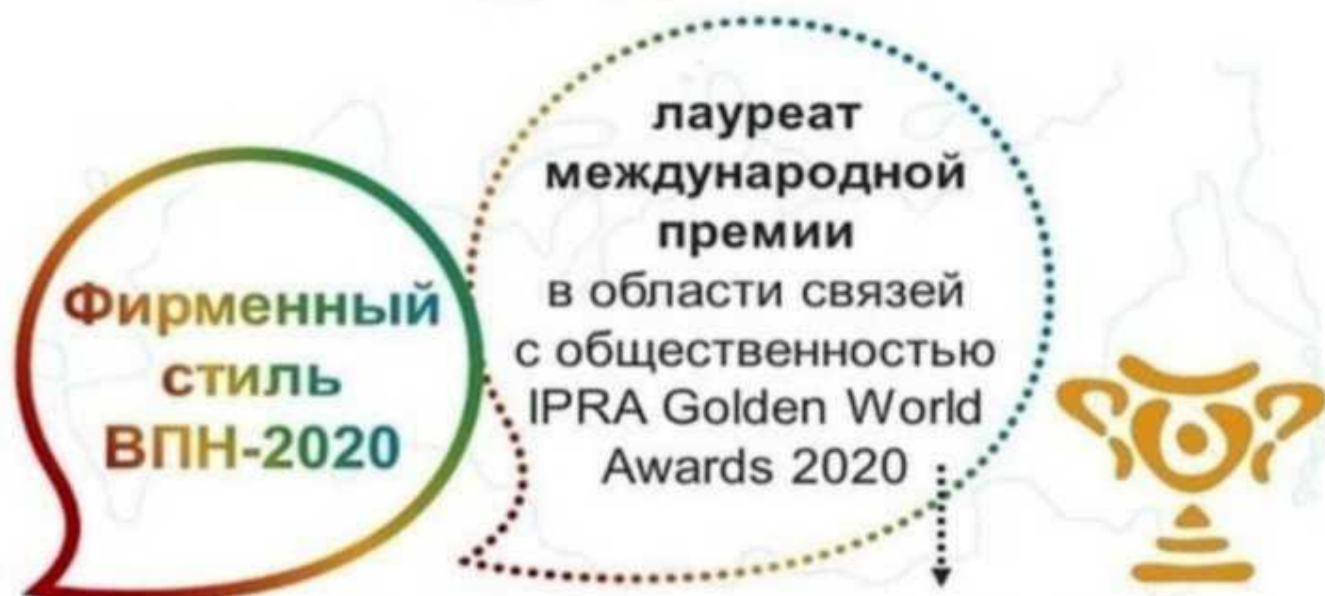 Фирменный
стиль
ВПН-2020
лауреат
международной
премии
в области связей
с общественностью
IPRA Golden World
Awards 2020